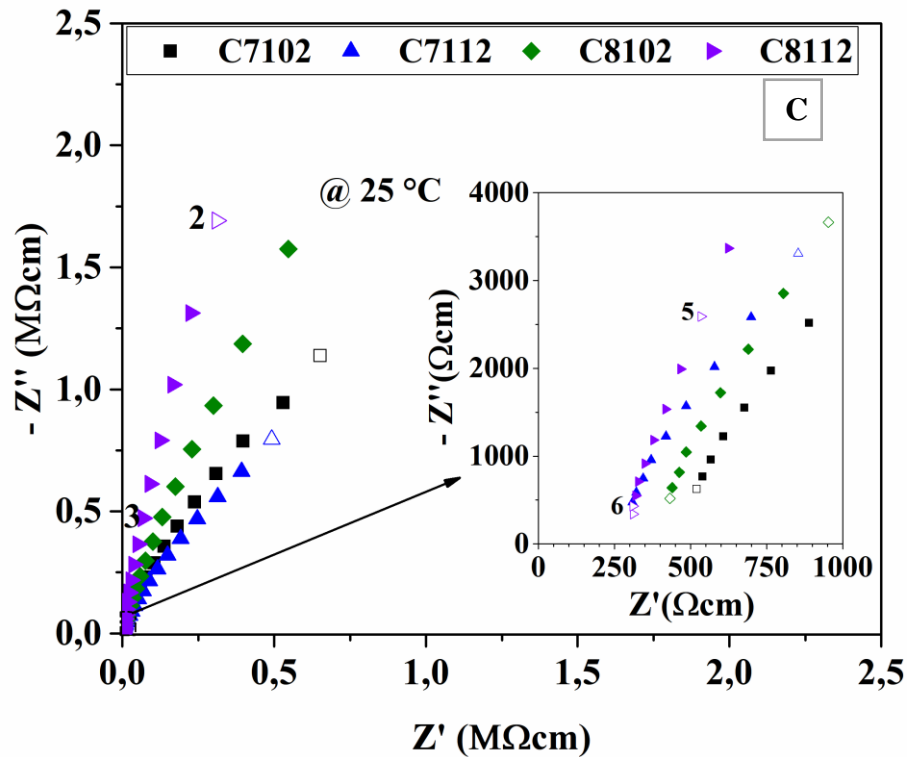 C7102 C7112 C8102 C8112
C
@ 25 °C
- Z'' (MΩcm)
2,5
2,0
1,5
1,0
0,5
0,0
2
3
0,0 0,5 1,0 1,5 2,0 2,5
Z' (MΩcm)
- Z''(Ωcm)
4000
3000
2000
1000
0
5
6
0 250 500 750 1000
Z'(Ωcm)